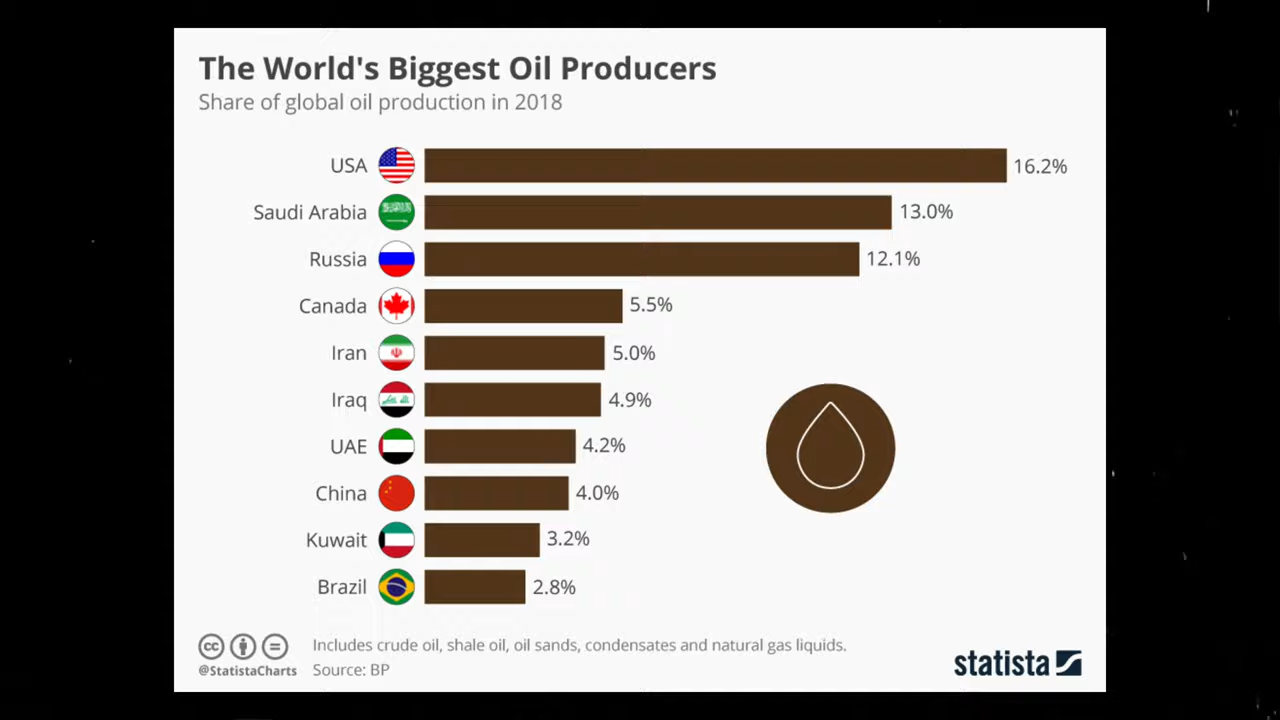 The World's Biggest Oil Producers
Share of global oil production in 2018
USA 16.2%
Saudi Arabia 13.0%
Russia 12.1%
Canada 5.5%
Iran 5.0%
Iraq 4.9%
UAE 4.2%
China 4.0%
Kuwait 3.2%
Brazil 2.8%
cc
@StatistaCharts
Includes crude oil, shale oil, oil sands, condensates and natural gas liquids.
Source: BP
statista